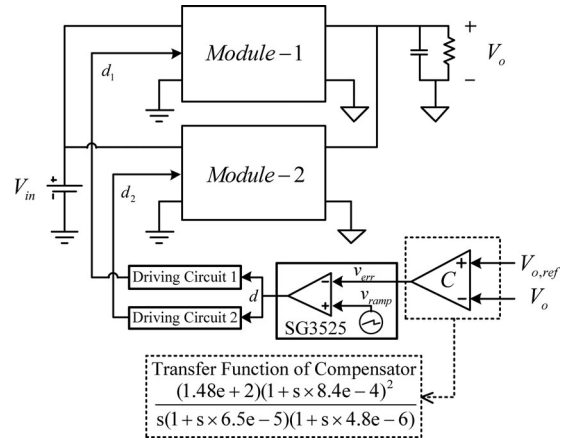 Module-1
+
V_o
−
d_1
Module-2
d_2
V_in
+
-
Driving Circuit 1
Driving Circuit 2
d
−
+
v_err
v_ramp
SG3525
+
C
−
V_o,ref
V_o
Transfer Function of Compensator
(1.48e + 2)(1 + s × 8.4e − 4)^2
s(1 + s × 6.5e − 5)(1 + s × 4.8e − 6)